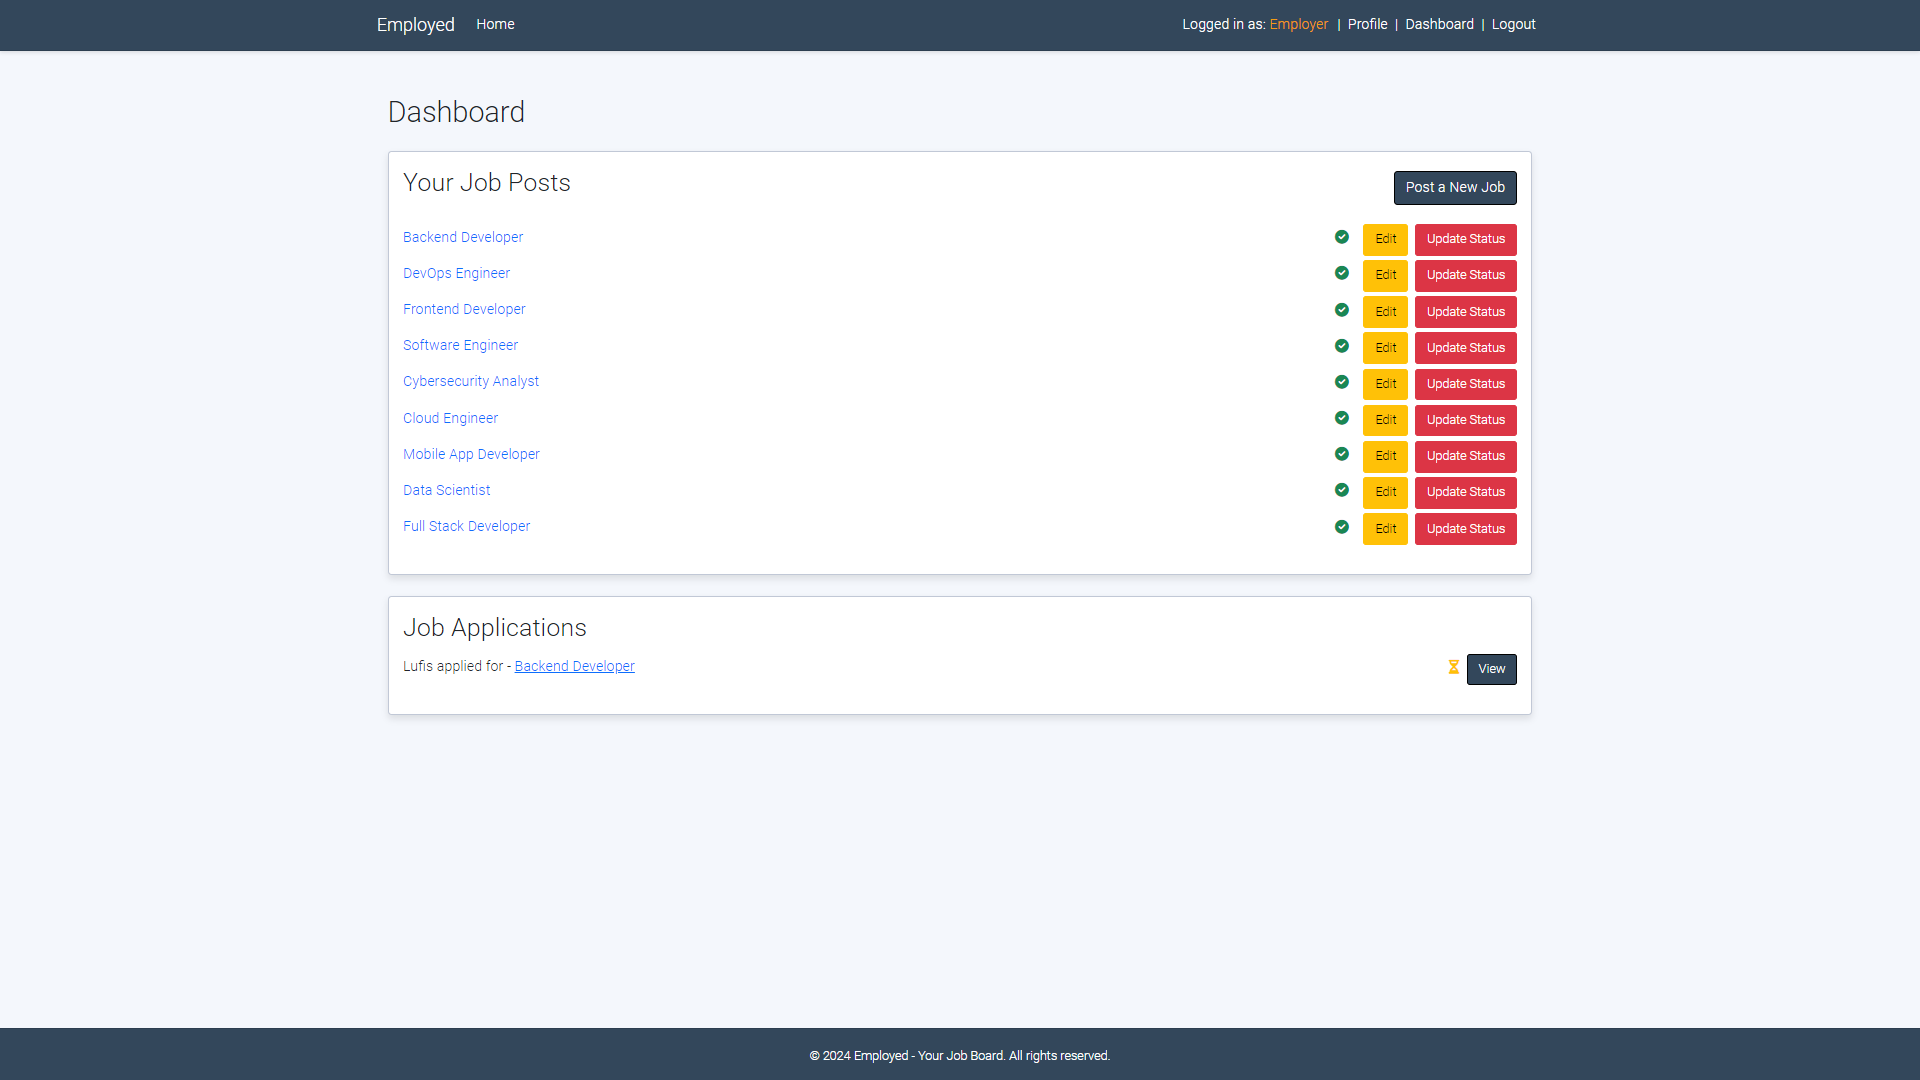 Employed Home Logged in as: Employer | Profile | Dashboard | Logout
Dashboard
Your Job Posts Post a New Job
Backend Developer Edit Update Status
DevOps Engineer Edit Update Status
Frontend Developer Edit Update Status
Software Engineer Edit Update Status
Cybersecurity Analyst Edit Update Status
Cloud Engineer Edit Update Status
Mobile App Developer Edit Update Status
Data Scientist Edit Update Status
Full Stack Developer Edit Update Status
Job Applications
Lufis applied for - Backend Developer View
© 2024 Employed - Your Job Board. All rights reserved.